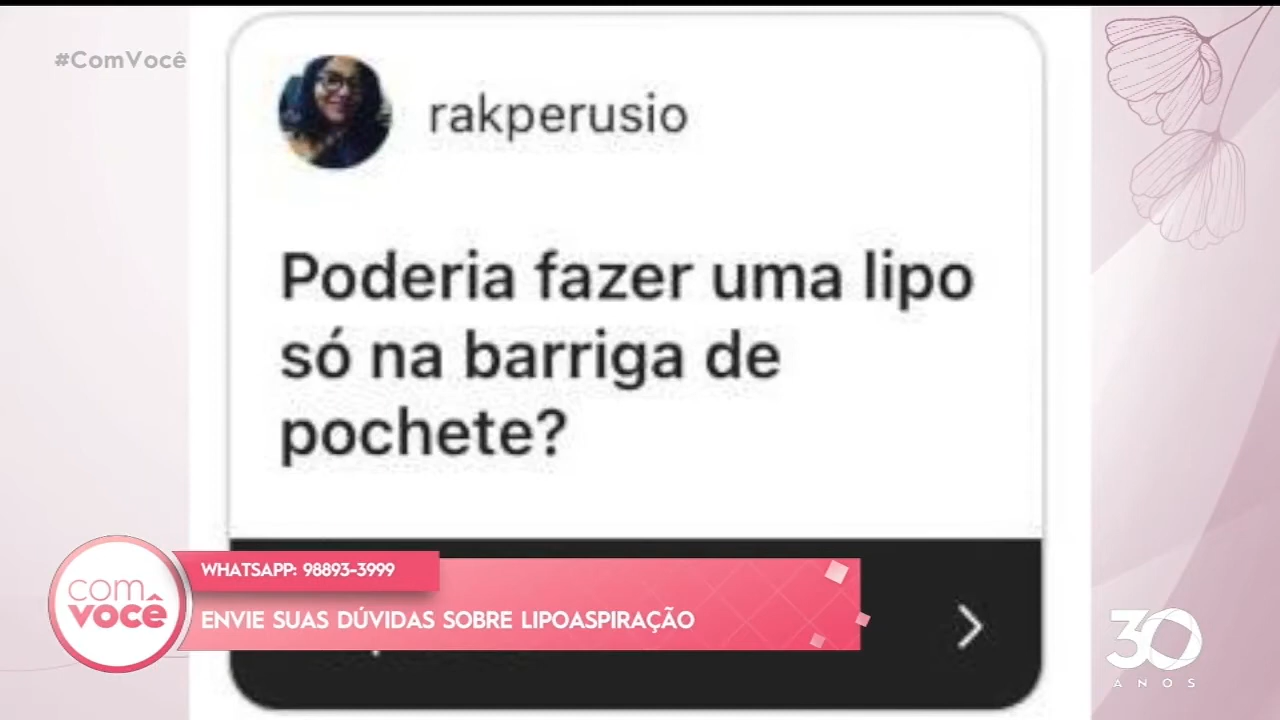 #ComVocê
rakperusio
Poderia fazer uma lipo
só na barriga de
pochete?
WHATSAPP: 98893-3999
com
você
ENVIE SUAS DÚVIDAS SOBRE LIPOASPIRAÇÃO
30
ANOS